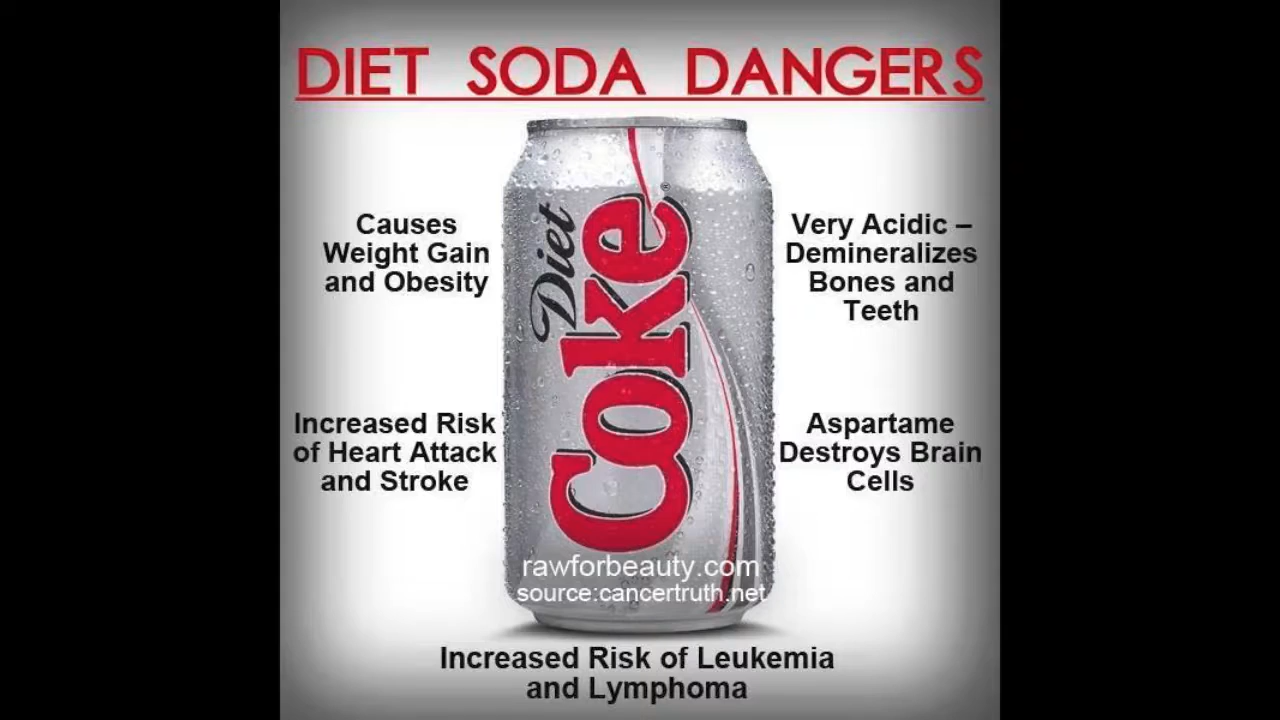 DIET SODA DANGERS
Causes
Weight Gain
and Obesity
Very Acidic –
Demineralizes
Bones and
Teeth
Diet
Coke
®
Increased Risk
of Heart Attack
and Stroke
Aspartame
Destroys Brain
Cells
rawforbeauty.com
source:cancertruth.net
Increased Risk of Leukemia
and Lymphoma